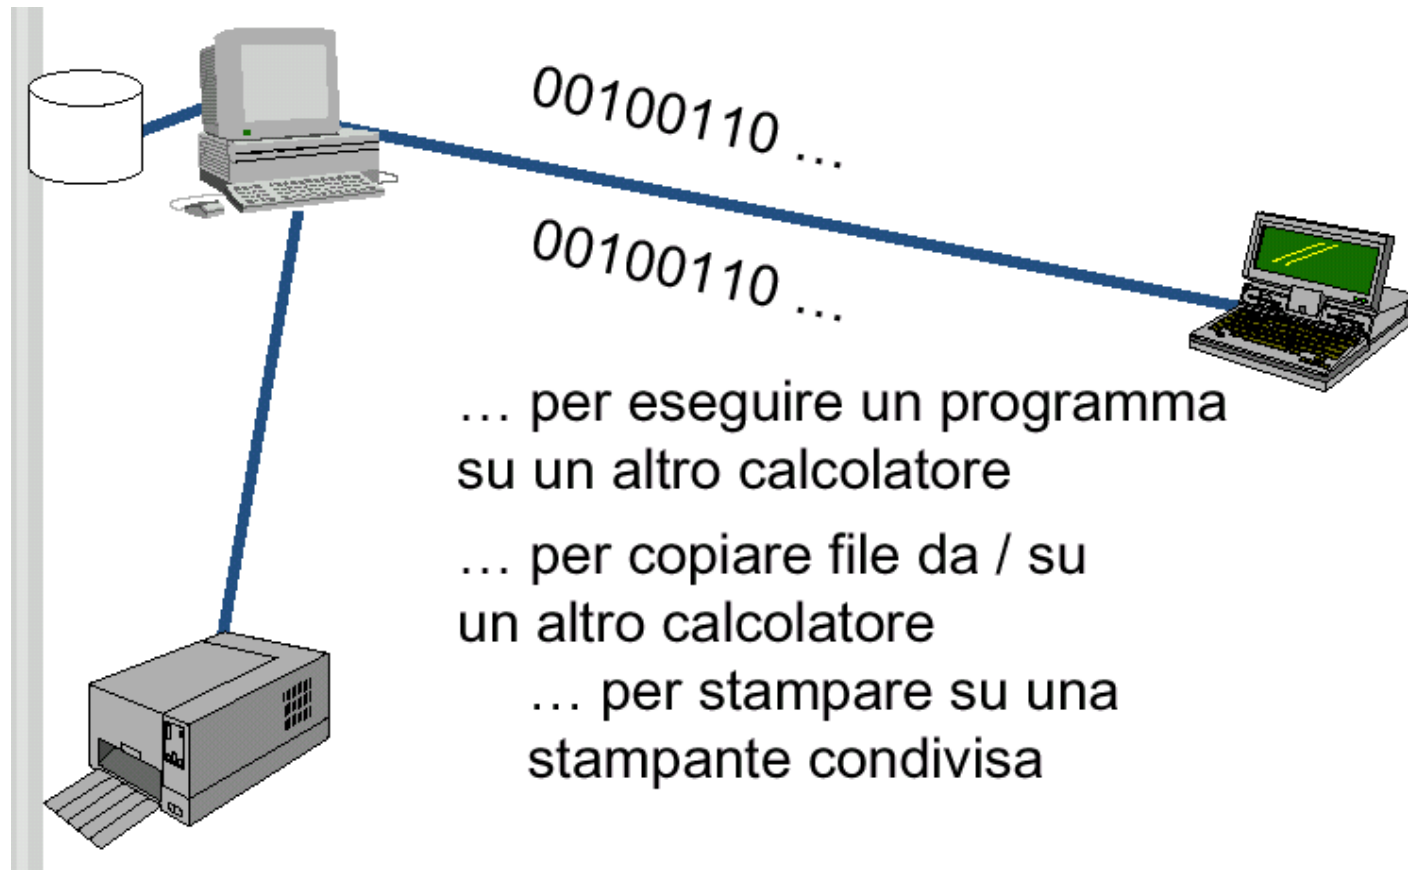 00100110 …
00100110 …
… per eseguire un programma
su un altro calcolatore
… per copiare file da / su
un altro calcolatore
… per stampare su una
stampante condivisa